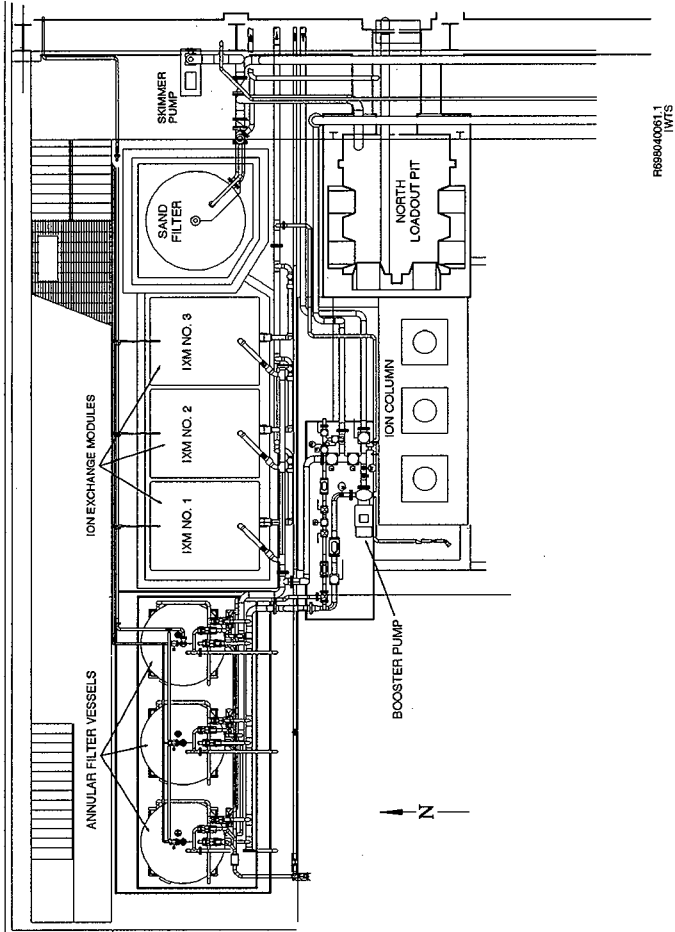 SKIMMER
PUMP
SAND
FILTER
NORTH
LOADOUT PIT
R698040061.1
IWTS
ION EXCHANGE MODULES
IXM NO. 3
IXM NO. 2
IXM NO. 1
ION COLUMN
ANNULAR FILTER VESSELS
BOOSTER PUMP
N